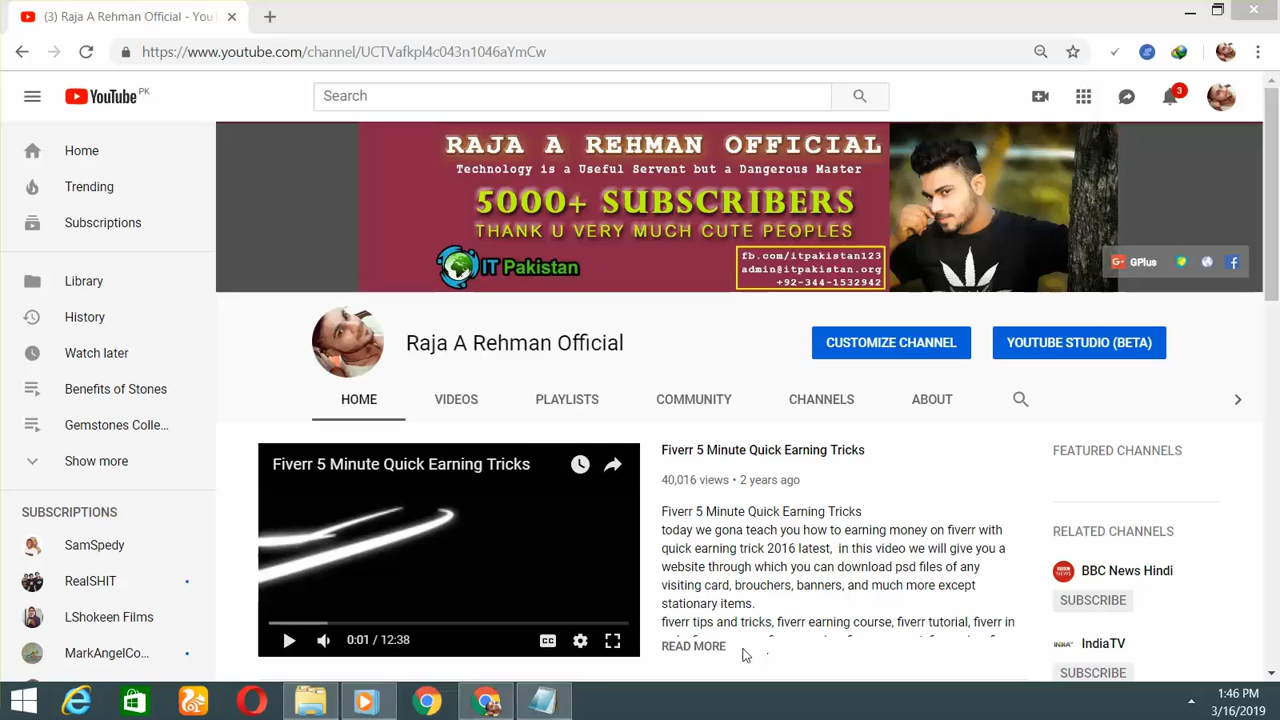 (3) Raja A Rehman Official - You
https://www.youtube.com/channel/UCTVafkpl4c043n1046aYmCw
YouTube PK
Search
3
Home
Trending
Subscriptions
Library
History
Watch later
Benefits of Stones
Gemstones Colle...
Show more
SUBSCRIPTIONS
SamSpedy
RealSHIT
LShokeen Films
MarkAngelCo...
RAJA A REHMAN OFFICIAL
Technology is a Useful Servent but a Dangerous Master
5000+ SUBSCRIBERS
THANK U VERY MUCH CUTE PEOPLES
IT Pakistan
fb.com/itpakistan123
admin@itpakistan.org
+92-344-1532942
G+ GPlus
Raja A Rehman Official
CUSTOMIZE CHANNEL
YOUTUBE STUDIO (BETA)
HOME
VIDEOS
PLAYLISTS
COMMUNITY
CHANNELS
ABOUT
Fiverr 5 Minute Quick Earning Tricks
0:01 / 12:38
CC
Fiverr 5 Minute Quick Earning Tricks
40,016 views • 2 years ago
Fiverr 5 Minute Quick Earning Tricks
today we gona teach you how to earning money on fiverr with
quick earning trick 2016 latest, in this video we will give you a
website through which you can download psd files of any
visiting card, brouchers, banners, and much more except
stationary items.
fiverr tips and tricks, fiverr earning course, fiverr tutorial, fiverr in
READ MORE
FEATURED CHANNELS
RELATED CHANNELS
BBC News Hindi
SUBSCRIBE
IndiaTV
SUBSCRIBE
1:46 PM
3/16/2019